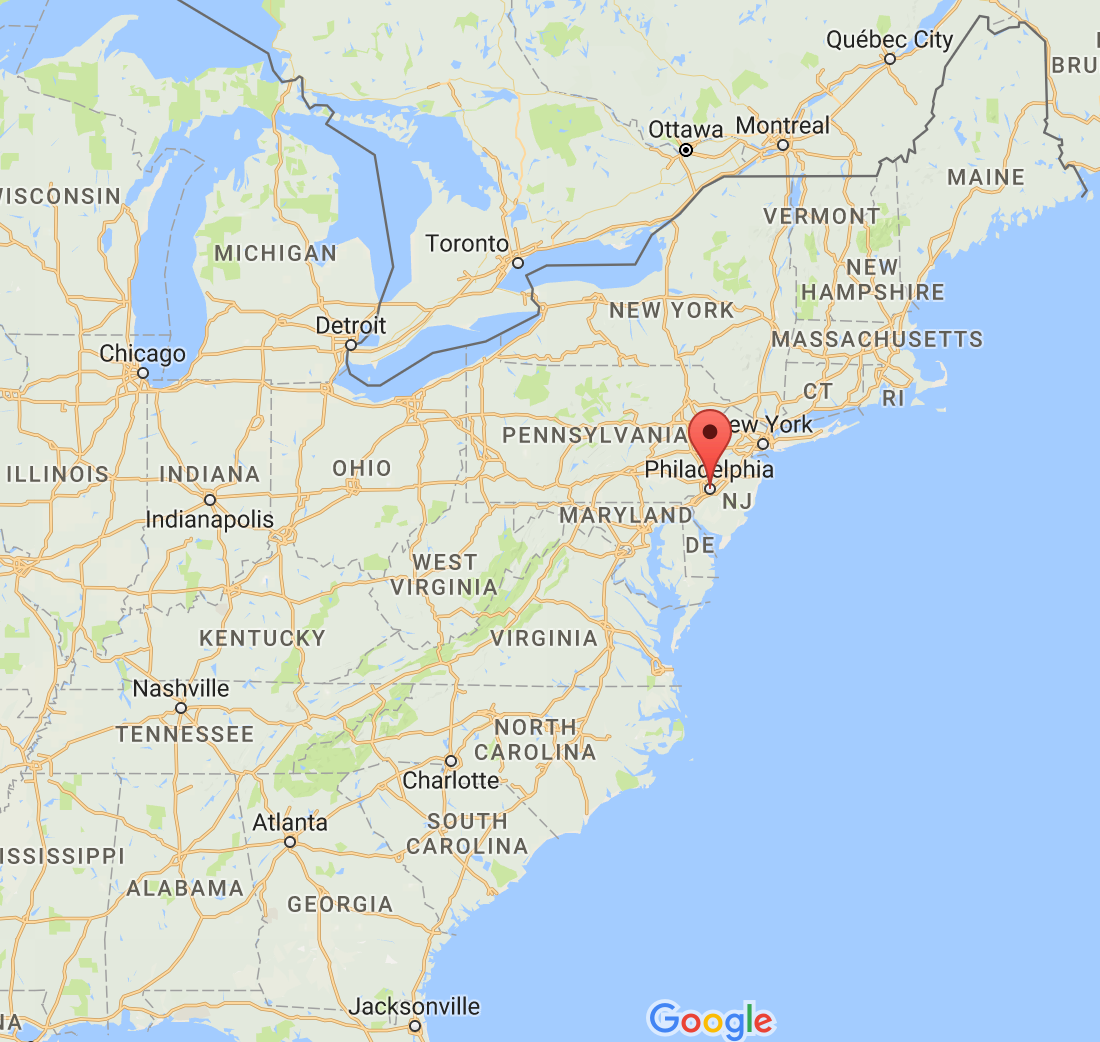 Québec City
BRU
Ottawa
Montreal
MAINE
WISCONSIN
VERMONT
Toronto
MICHIGAN
NEW
HAMPSHIRE
NEW YORK
Detroit
MASSACHUSETTS
Chicago
CT
RI
ew York
PENNSYLVANIA
OHIO
Philadelphia
ILLINOIS
INDIANA
NJ
Indianapolis
MARYLAND
DE
WEST
VIRGINIA
KENTUCKY
VIRGINIA
Nashville
TENNESSEE
NORTH
CAROLINA
Charlotte
Atlanta
SOUTH
CAROLINA
ISSISSIPPI
ALABAMA
GEORGIA
Jacksonville
NA
Google